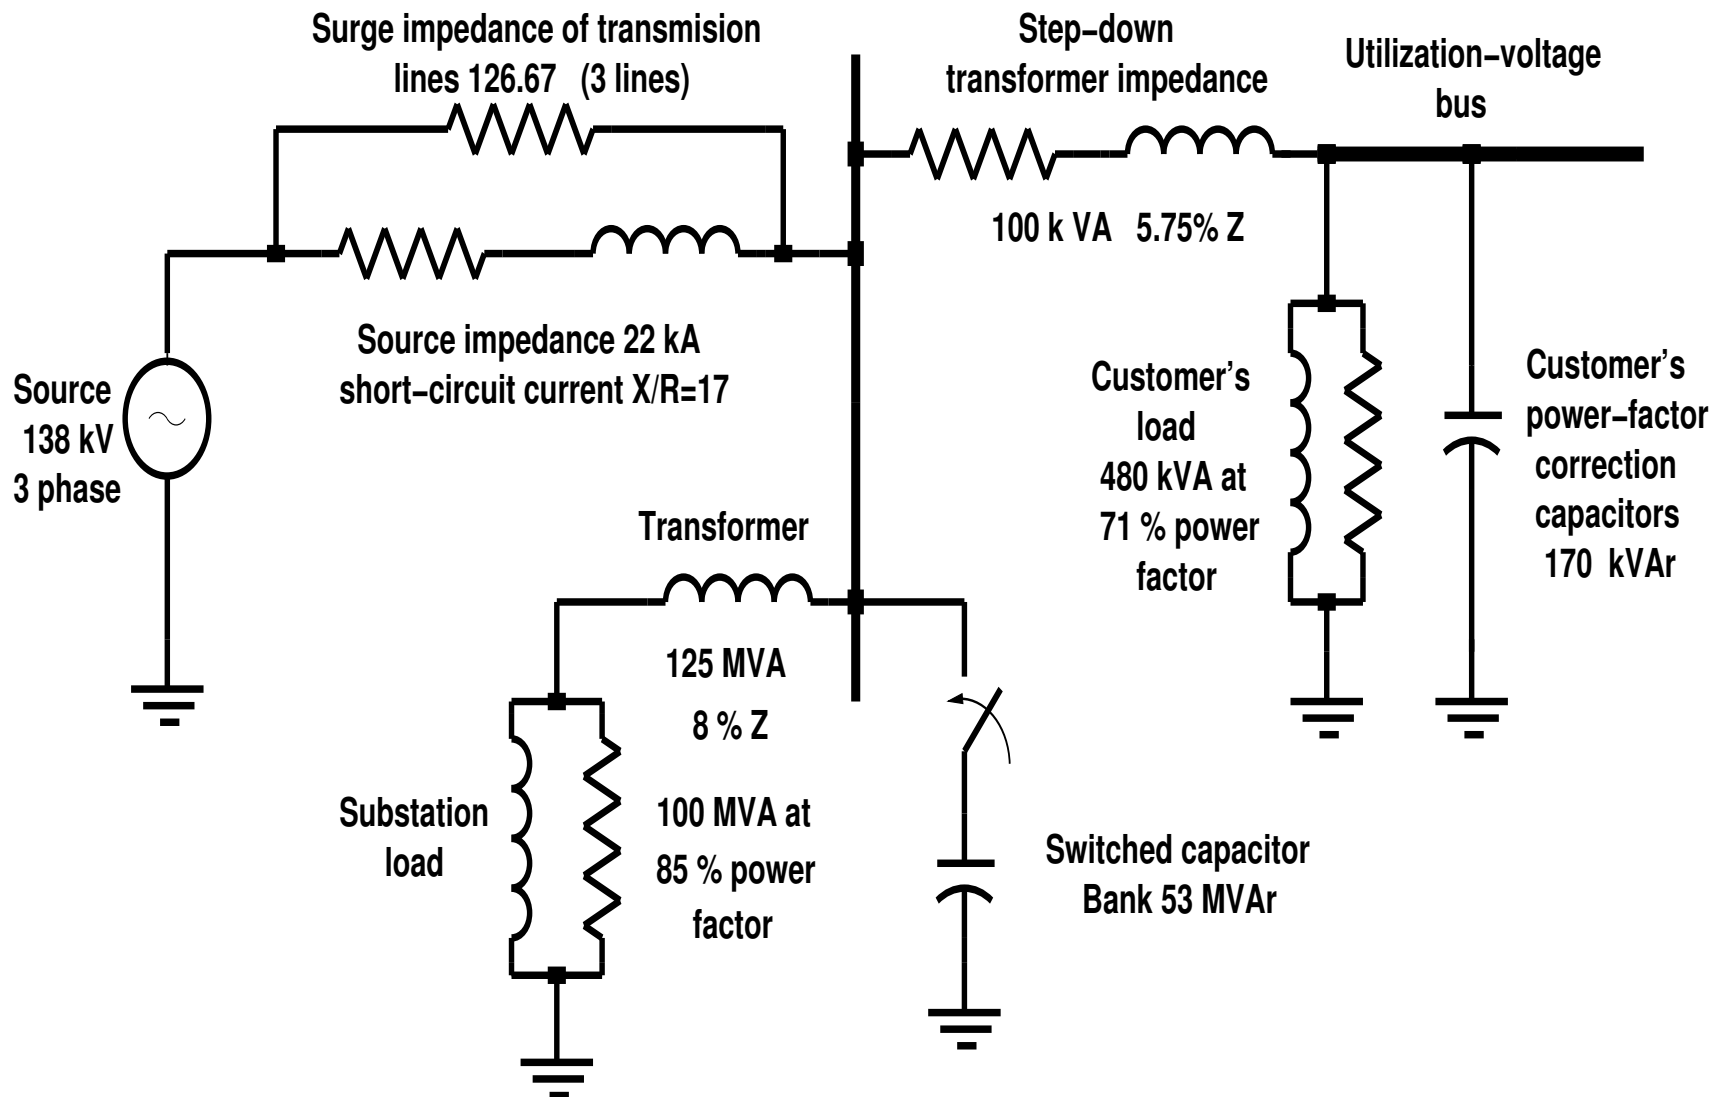 Surge impedance of transmision
lines 126.67 (3 lines)
Step-down
transformer impedance
Utilization-voltage
bus
100 k VA 5.75% Z
Source impedance 22 kA
short-circuit current X/R=17
Source
138 kV
3 phase
Customer's
load
480 kVA at
71 % power
factor
Customer's
power-factor
correction
capacitors
170 kVAr
Transformer
125 MVA
8 % Z
Substation
load
100 MVA at
85 % power
factor
Switched capacitor
Bank 53 MVAr